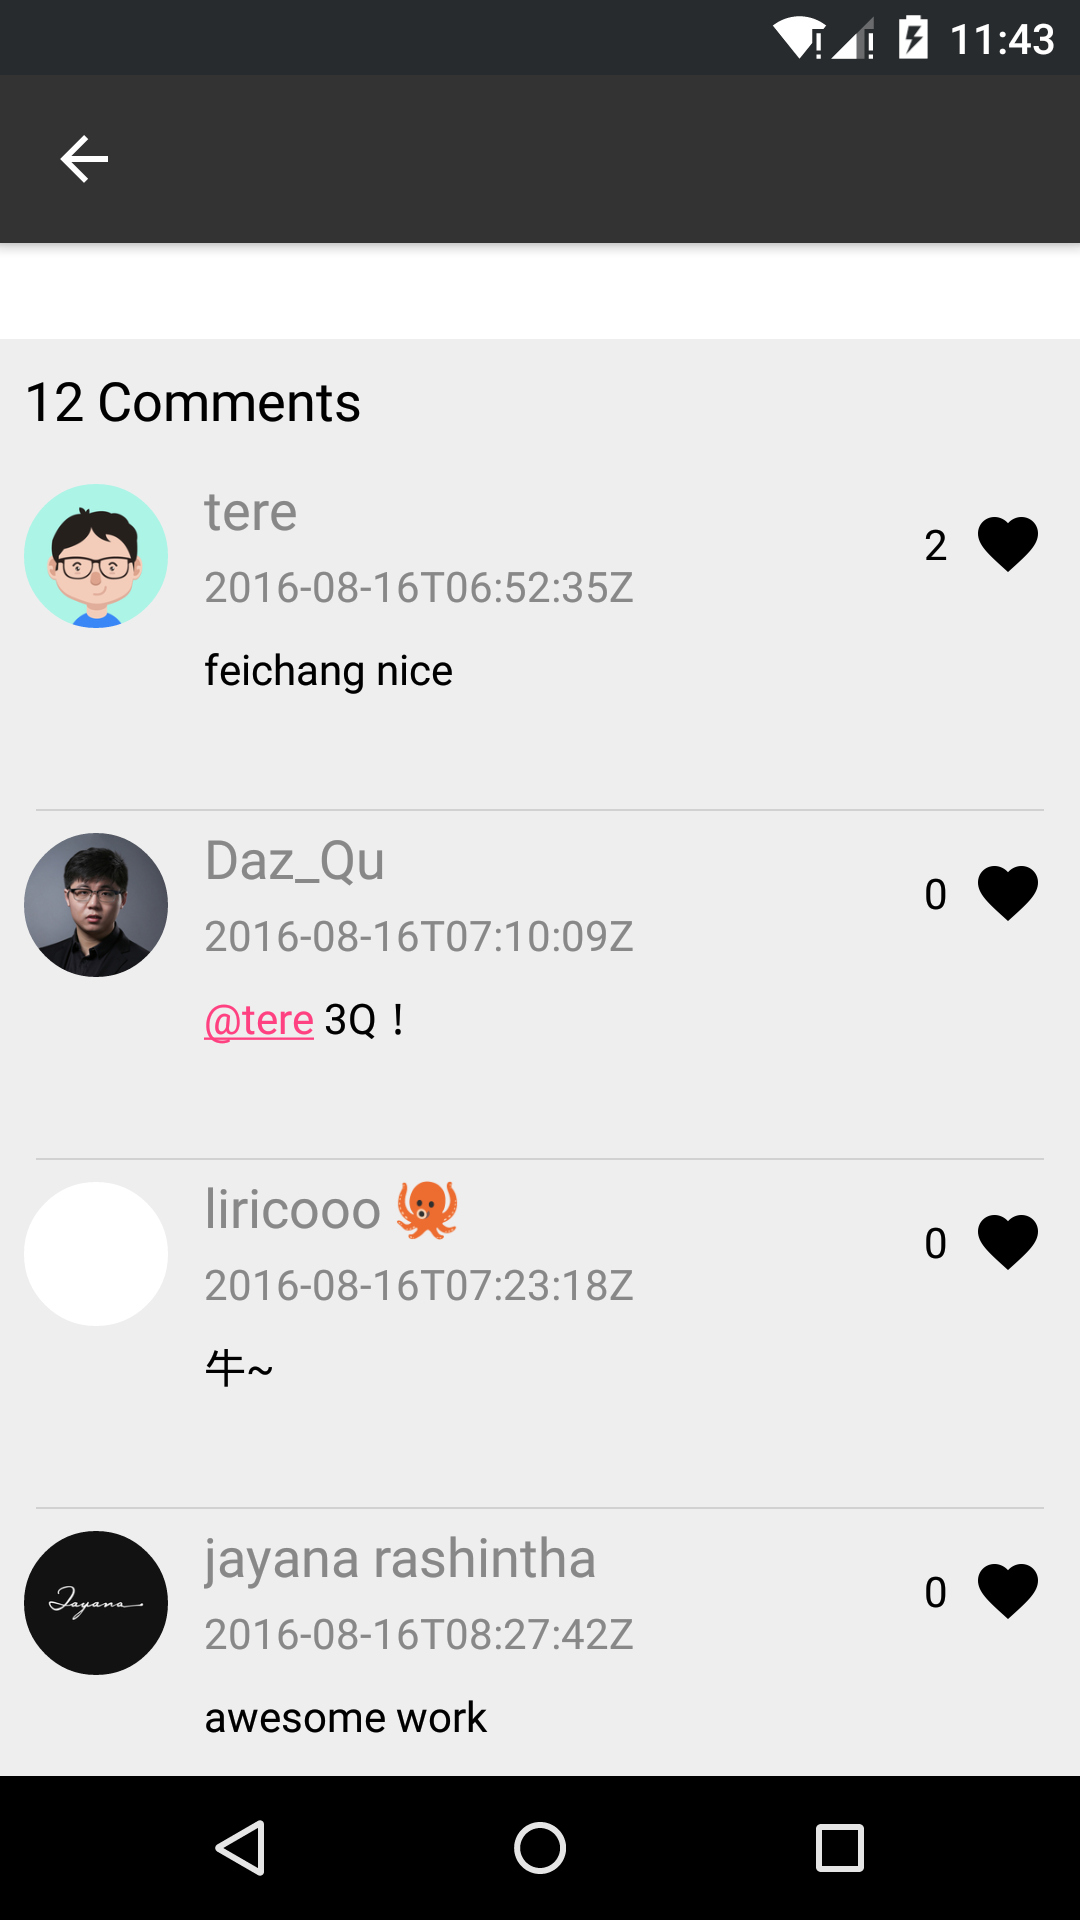 11:43
12 Comments
tere
2
2016-08-16T06:52:35Z
feichang nice
Daz_Qu
0
2016-08-16T07:10:09Z
@tere 3Q！
liricooo 🐙
0
2016-08-16T07:23:18Z
牛~
Jayana
jayana rashintha
0
2016-08-16T08:27:42Z
awesome work